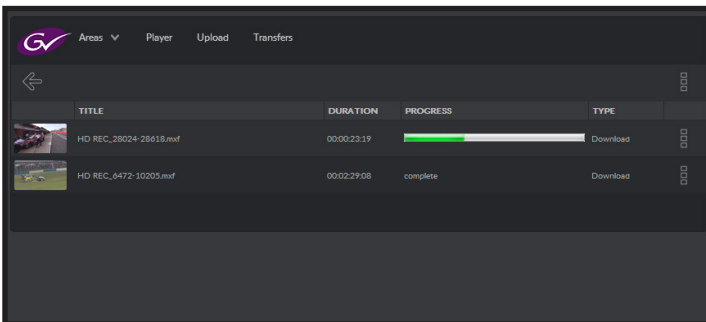 GV Areas Player Upload Transfers
TITLE DURATION PROGRESS TYPE
HD REC_28024-28618.mxf 00:00:23:19 Download
HD REC_6472-10205.mxf 00:02:29:08 complete Download